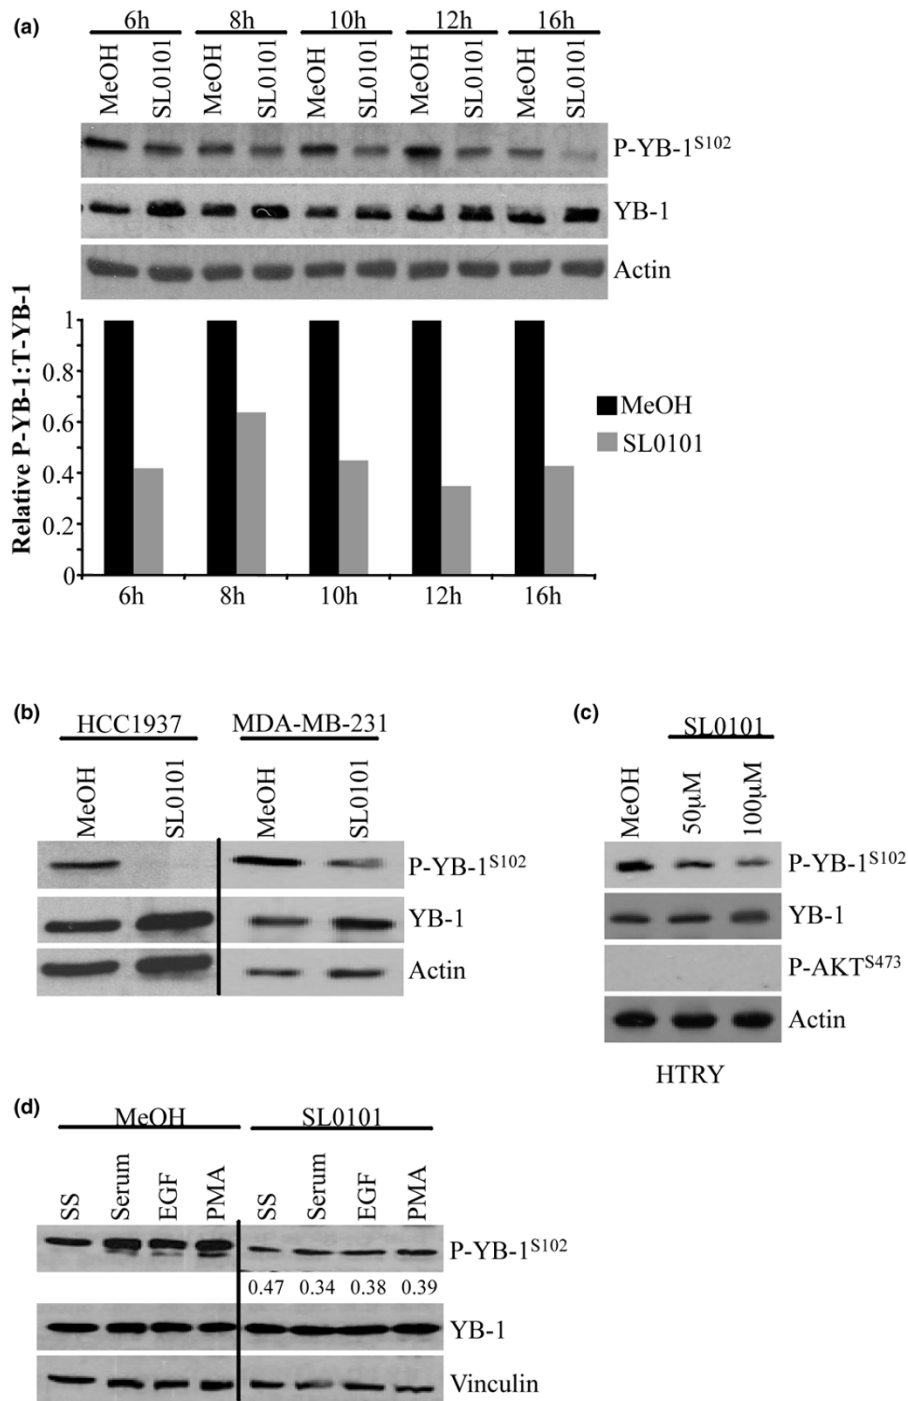 (a)
6h 8h 10h 12h 16h
MeOH SL0101 MeOH SL0101 MeOH SL0101 MeOH SL0101 MeOH SL0101
P-YB-1S102
YB-1
Actin
Relative P-YB-1:T-YB-1
1
0.8
0.6
0.4
0.2
0
MeOH
SL0101
6h 8h 10h 12h 16h
(b)
HCC1937 MDA-MB-231
MeOH SL0101 MeOH SL0101
P-YB-1S102
YB-1
Actin
(c)
SL0101
MeOH 50µM 100µM
P-YB-1S102
YB-1
P-AKTS473
Actin
HTRY
(d)
MeOH SL0101
SS Serum EGF PMA SS Serum EGF PMA
P-YB-1S102
0.47 0.34 0.38 0.39
YB-1
Vinculin